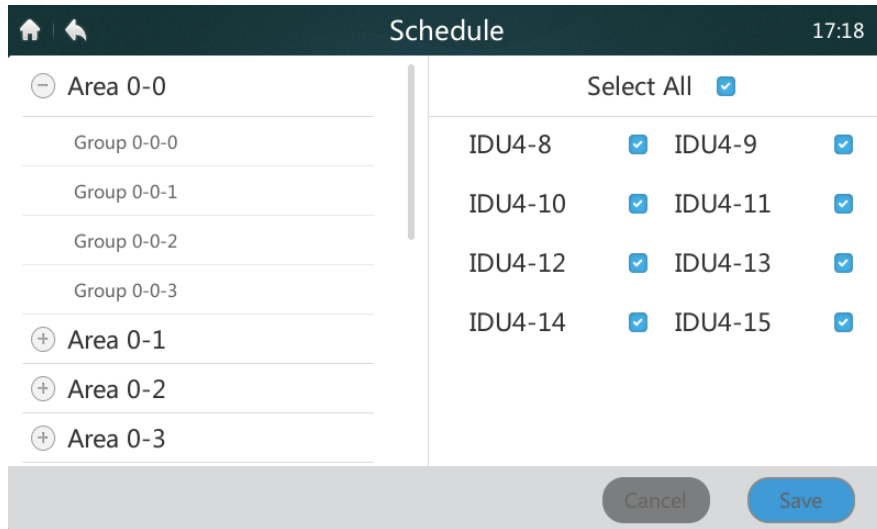 Schedule 17:18
Area 0-0
Group 0-0-0
Group 0-0-1
Group 0-0-2
Group 0-0-3
Area 0-1
Area 0-2
Area 0-3
Select All
IDU4-8 IDU4-9
IDU4-10 IDU4-11
IDU4-12 IDU4-13
IDU4-14 IDU4-15
Cancel Save